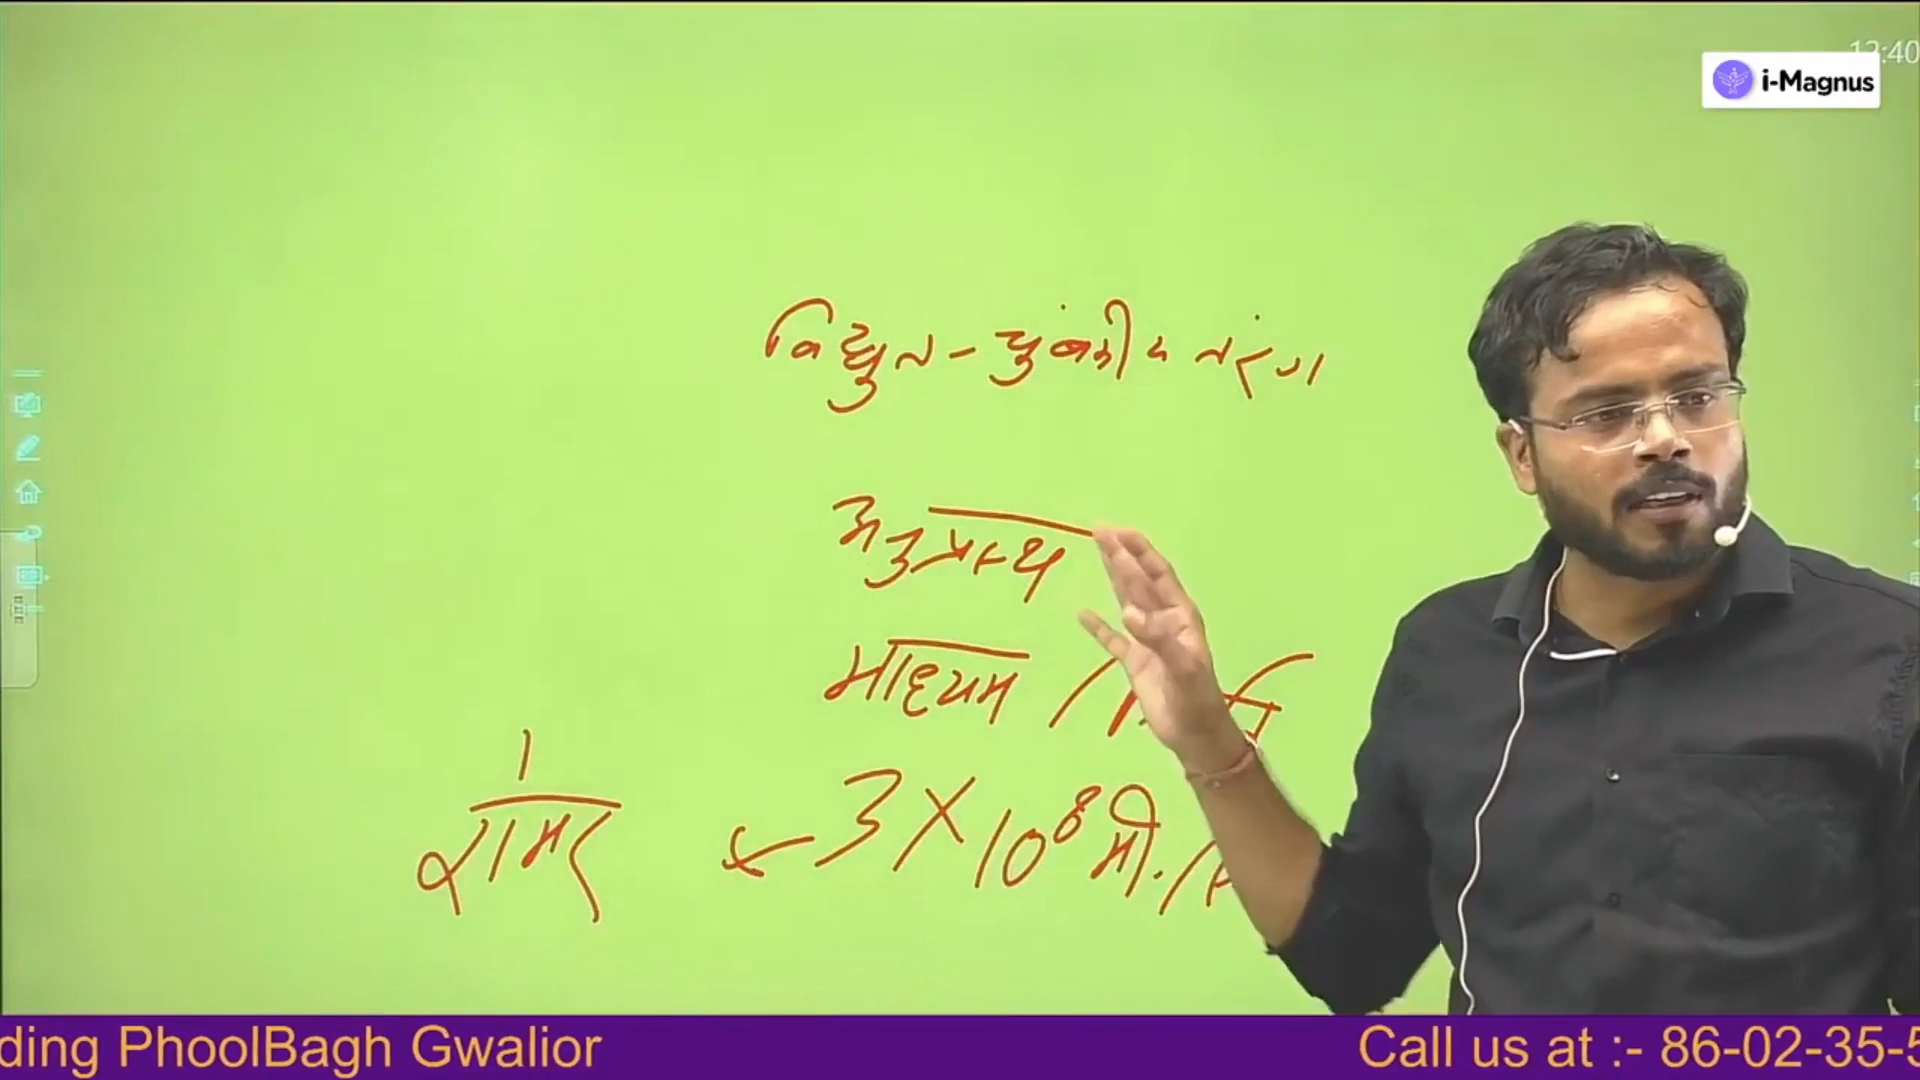 12:40
i-Magnus
विद्युत - चुंबकीय तरंग
अनुप्रस्थ
माध्यम /
3 X 10⁸ मी. /
1
ding PhoolBagh Gwalior
Call us at :- 86-02-35-5